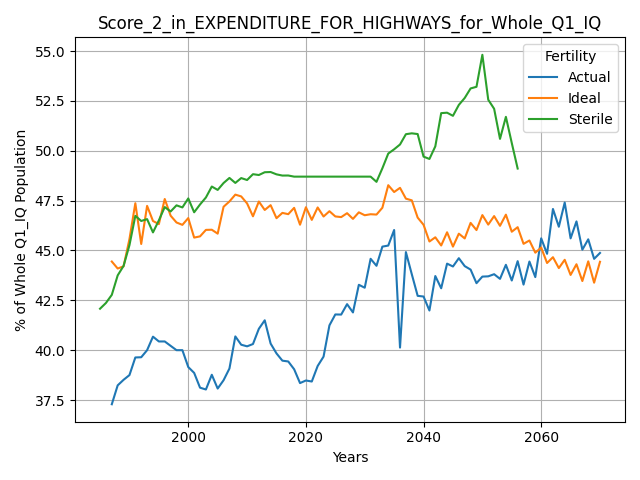 Score_2_in_EXPENDITURE_FOR_HIGHWAYS_for_Whole_Q1_IQ
Fertility
Actual
Ideal
Sterile
% of Whole Q1_IQ Population
55.0
52.5
50.0
47.5
45.0
42.5
40.0
37.5
2000
2020
2040
2060
Years